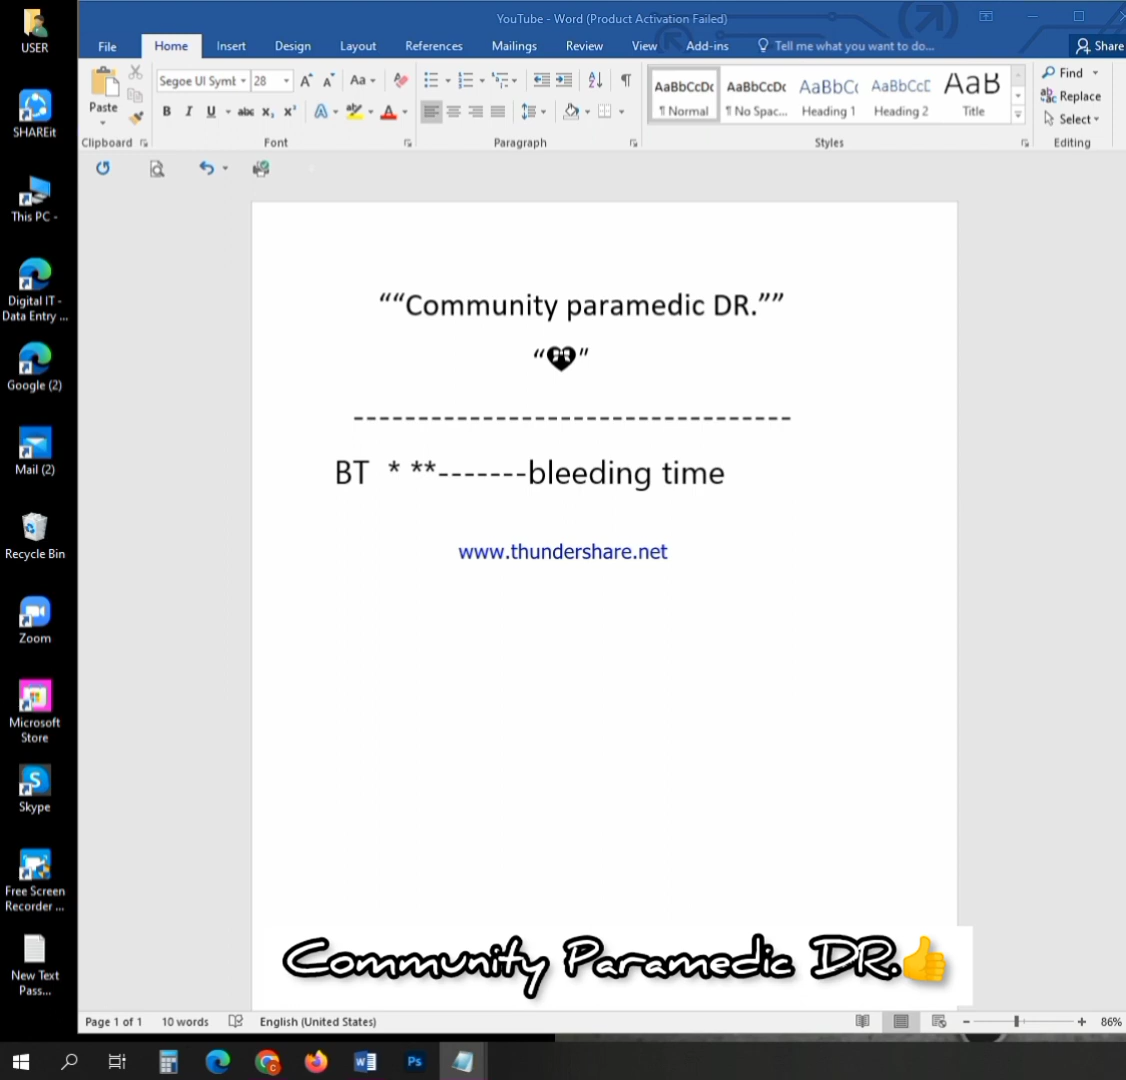 YouTube - Word (Product Activation Failed)
File Home Insert Design Layout References Mailings Review View Add-ins Tell me what you want to do... Share
Paste
Clipboard
Segoe UI Symb 28
Font
Paragraph
AaBbCcDc AaBbCcDc AaBbCc AaBbCcD AaB
¶ Normal ¶ No Spac... Heading 1 Heading 2 Title
Styles
Find
Replace
Select
Editing
USER
SHAREit
This PC -
Digital IT -
Data Entry ...
Google (2)
Mail (2)
Recycle Bin
Zoom
Microsoft
Store
Skype
Free Screen
Recorder ...
New Text
Pass...
““Community paramedic DR.””
“”
----------------------------------
BT * **-------bleeding time
www.thundershare.net
Community Paramedic DR.👍
Page 1 of 1 10 words English (United States) 86%